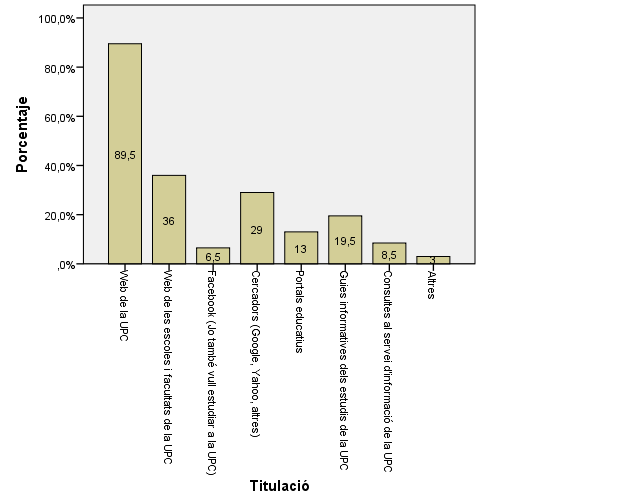 100,0%
80,0%
60,0%
40,0%
20,0%
,0%
Porcentaje
89,5
36
6,5
29
13
19,5
8,5
3
Web de la UPC
Web de les escoles i facultats de la UPC
Facebook (Jo també vull estudiar a la UPC)
Cercadors (Google, Yahoo, altres)
Portals educatius
Guies informatives dels estudis de la UPC
Consultes al servei d'informació de la UPC
Altres
Titulació